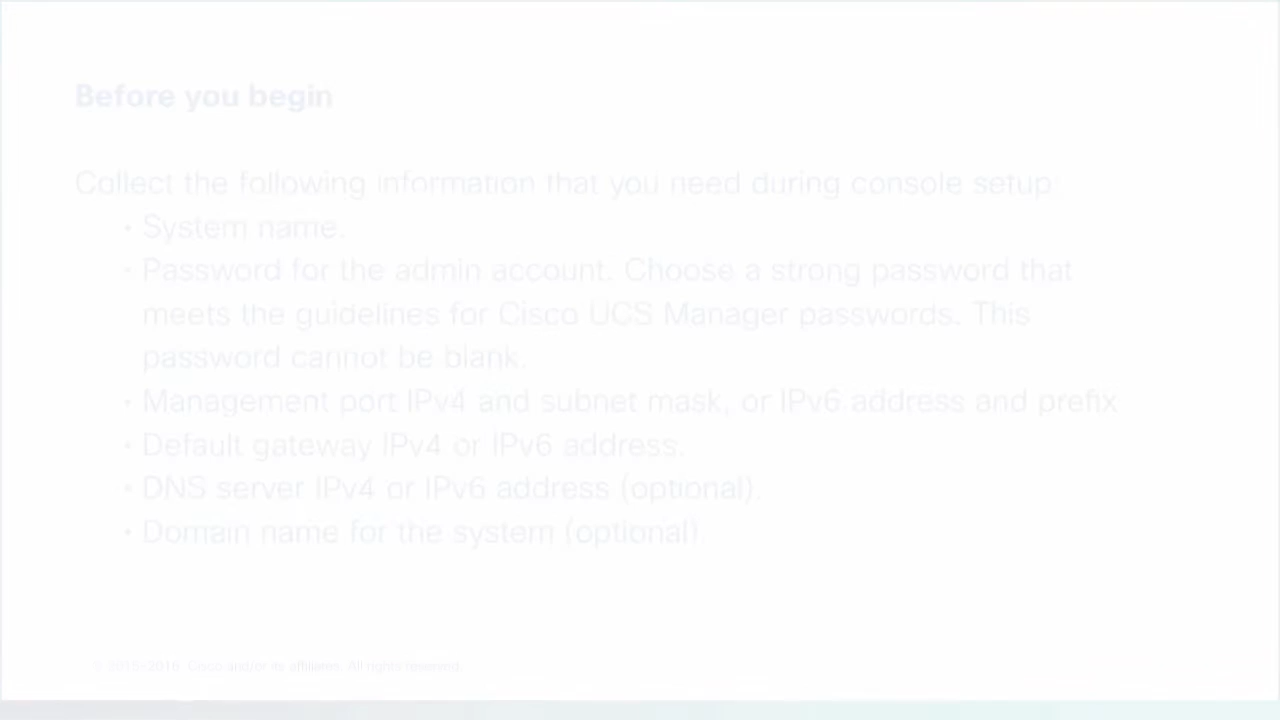 Before you begin
Collect the following information that you need during console setup:
• System name.
• Password for the admin account. Choose a strong password that
meets the guidelines for Cisco UCS Manager passwords. This
password cannot be blank.
• Management port IPv4 and subnet mask, or IPv6 address and prefix
• Default gateway IPv4 or IPv6 address.
• DNS server IPv4 or IPv6 address (optional).
• Domain name for the system (optional).
© 2015-2016 Cisco and/or its affiliates. All rights reserved.